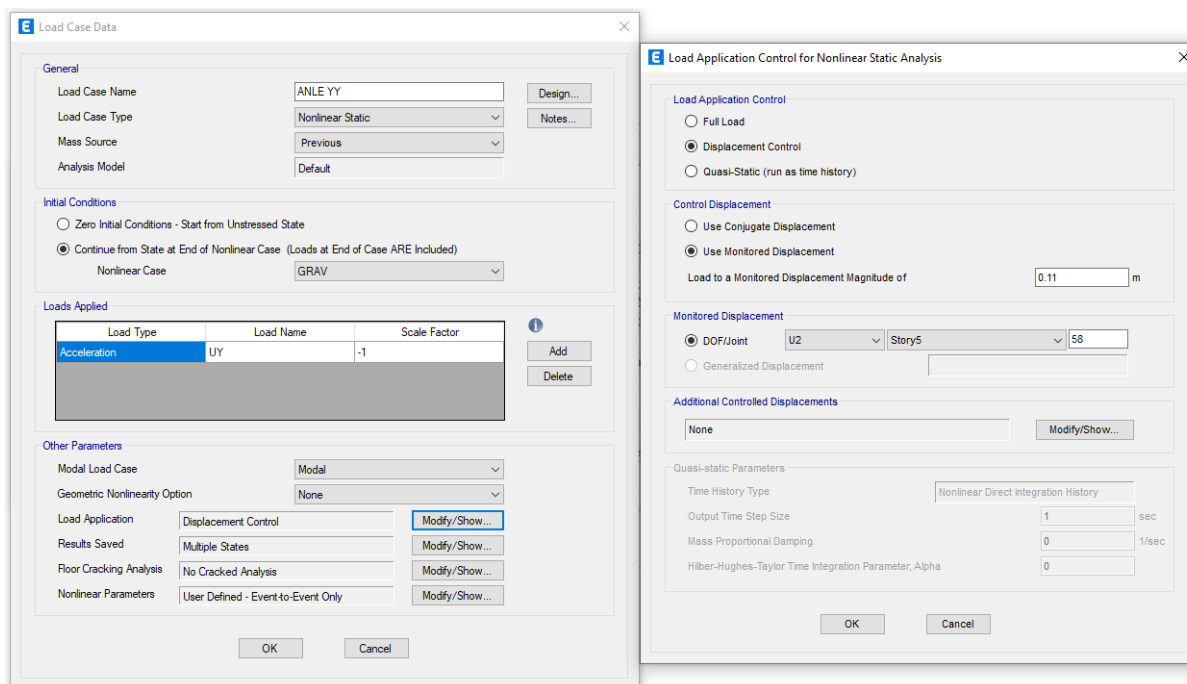 E Load Case Data
General
Load Case Name ANLE YY Design...
Load Case Type Nonlinear Static Notes...
Mass Source Previous
Analysis Model Default
Initial Conditions
Zero Initial Conditions - Start from Unstressed State
Continue from State at End of Nonlinear Case (Loads at End of Case ARE Included)
Nonlinear Case GRAV
Loads Applied
Load Type Load Name Scale Factor
Acceleration UY -1
i
Add
Delete
Other Parameters
Modal Load Case Modal
Geometric Nonlinearity Option None
Load Application Displacement Control Modify/Show...
Results Saved Multiple States Modify/Show...
Floor Cracking Analysis No Cracked Analysis Modify/Show...
Nonlinear Parameters User Defined - Event-to-Event Only Modify/Show...
OK Cancel
E Load Application Control for Nonlinear Static Analysis
Load Application Control
Full Load
Displacement Control
Quasi-Static (run as time history)
Control Displacement
Use Conjugate Displacement
Use Monitored Displacement
Load to a Monitored Displacement Magnitude of 0.11 m
Monitored Displacement
DOF/Joint U2 Story5 58
Generalized Displacement
Additional Controlled Displacements
None Modify/Show...
Quasi-static Parameters
Time History Type Nonlinear Direct Integration History
Output Time Step Size 1 sec
Mass Proportional Damping 0 1/sec
Hilber-Hughes-Taylor Time Integration Parameter, Alpha 0
OK Cancel